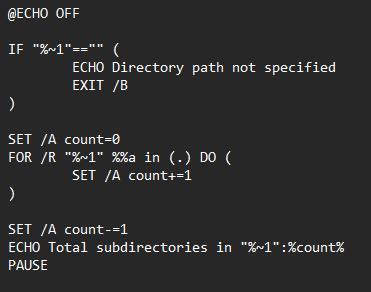 @ECHO OFF
IF "%~1"=="" (
ECHO Directory path not specified
EXIT /B
)
SET /A count=0
FOR /R "%~1" %%a in (.) DO (
SET /A count+=1
)
SET /A count-=1
ECHO Total subdirectories in "%~1":%count%
PAUSE